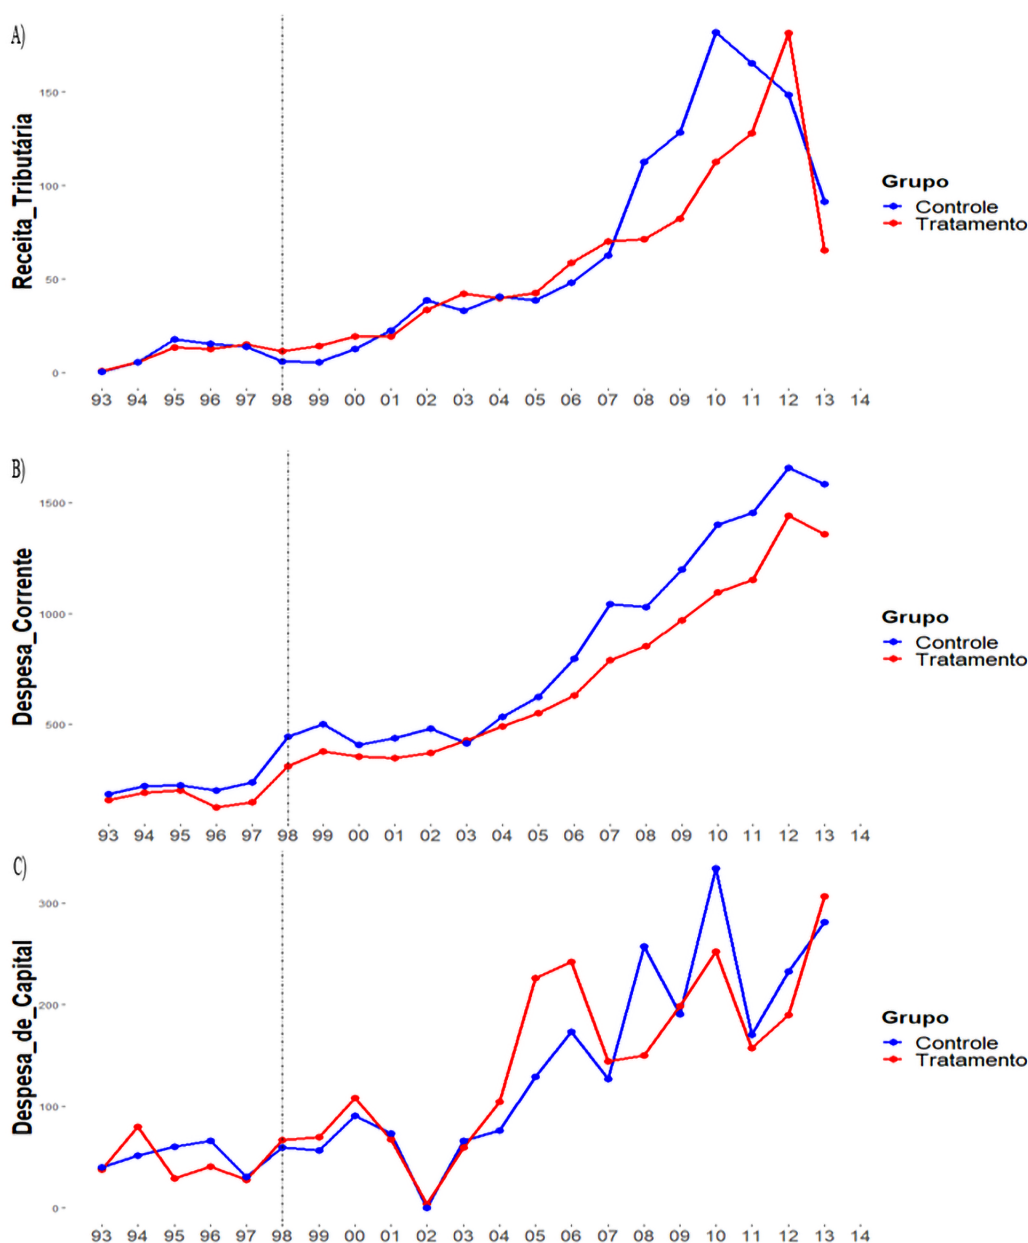 A)
Receita_Tributária
150
100
50
0
93 94 95 96 97 98 99 00 01 02 03 04 05 06 07 08 09 10 11 12 13 14
Grupo
Controle
Tratamento
B)
Despesa_Corrente
1500
1000
500
93 94 95 96 97 98 99 00 01 02 03 04 05 06 07 08 09 10 11 12 13 14
Grupo
Controle
Tratamento
C)
Despesa_de_Capital
300
200
100
0
93 94 95 96 97 98 99 00 01 02 03 04 05 06 07 08 09 10 11 12 13 14
Grupo
Controle
Tratamento